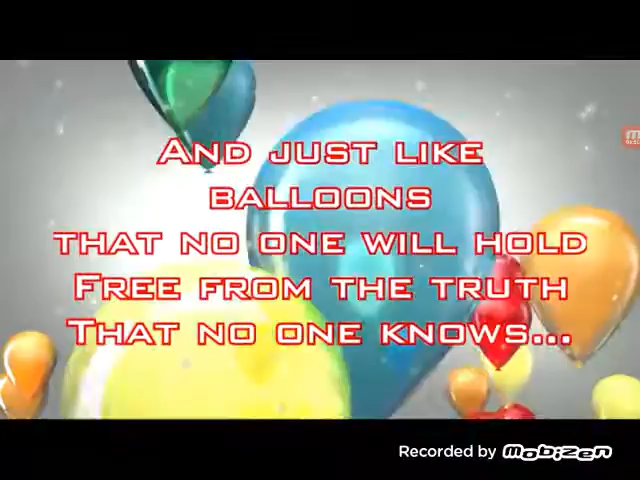 And just like
balloons
that no one will hold
Free from the truth
That no one knows...
Recorded by mobizen